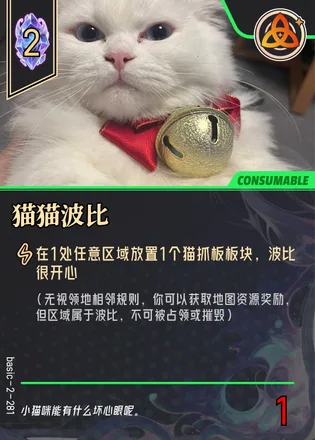 2
CONSUMABLE
猫猫波比
在1处任意区域放置1个猫抓板板块，波比
很开心
（无视领地相邻规则，你可以获取地图资源奖励，
但区域属于波比，不可被占领或摧毁）
basic-2-281
小猫咪能有什么坏心眼呢。
1